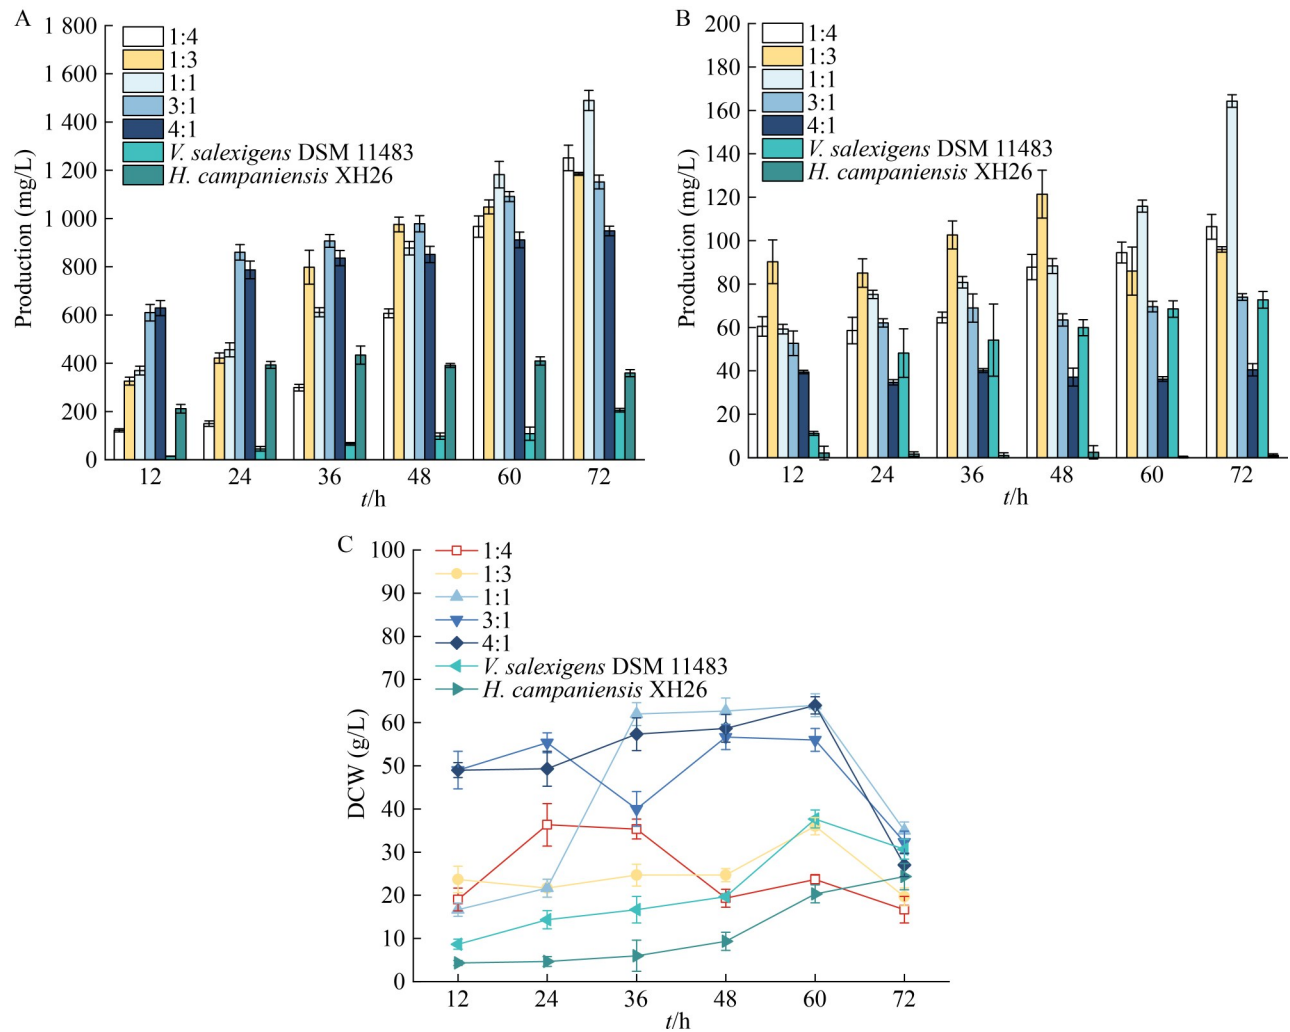 A
Production (mg/L)
1 800
1 600
1 400
1 200
1 000
800
600
400
200
0
1:4
1:3
1:1
3:1
4:1
V. salexigens DSM 11483
H. campaniensis XH26
12 24 36 48 60 72
t/h
B
Production (mg/L)
200
180
160
140
120
100
80
60
40
20
0
1:4
1:3
1:1
3:1
4:1
V. salexigens DSM 11483
H. campaniensis XH26
12 24 36 48 60 72
t/h
C
DCW (g/L)
100
90
80
70
60
50
40
30
20
10
0
1:4
1:3
1:1
3:1
4:1
V. salexigens DSM 11483
H. campaniensis XH26
12 24 36 48 60 72
t/h